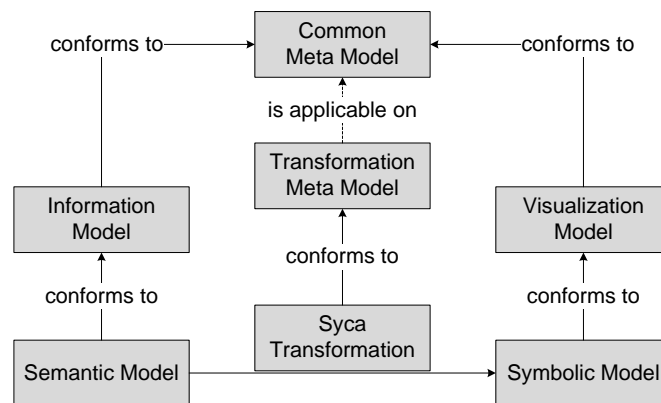 Common
Meta Model
conforms to
conforms to
is applicable on
Transformation
Meta Model
Information
Model
Visualization
Model
conforms to
conforms to
conforms to
Syca
Transformation
Semantic Model
Symbolic Model